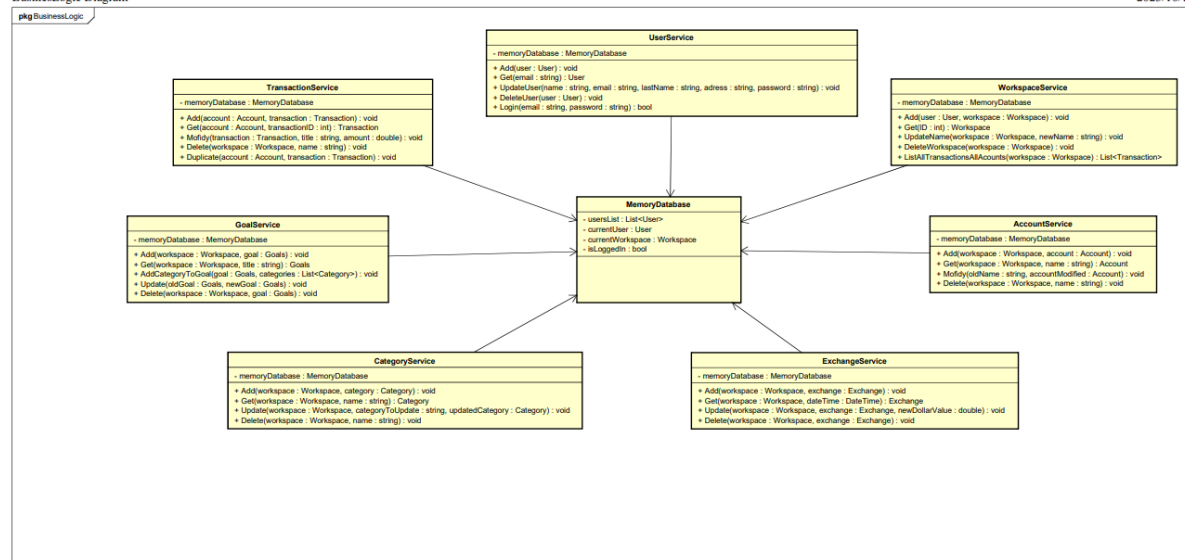 BusinessLogic Diagram
pkg BusinessLogic
UserService
- memoryDatabase : MemoryDatabase
+ Add(user : User) : void
+ Get(email : string) : User
+ UpdateUser(name : string, email : string, lastName : string, adress : string, password : string) : void
+ DeleteUser(user : User) : void
+ Login(email : string, password : string) : bool
TransactionService
- memoryDatabase : MemoryDatabase
+ Add(account : Account, transaction : Transaction) : void
+ Get(account : Account, transactionID : int) : Transaction
+ Mofidy(transaction : Transaction, title : string, amount : double) : void
+ Delete(workspace : Workspace, name : string) : void
+ Duplicate(account : Account, transaction : Transaction) : void
WorkspaceService
- memoryDatabase : MemoryDatabase
+ Add(user : User, workspace : Workspace) : void
+ Get(ID : int) : Workspace
+ UpdateName(workspace : Workspace, newName : string) : void
+ DeleteWorkspace(workspace : Workspace) : void
+ ListAllTransactionsAllAcounts(workspace : Workspace) : List<Transaction>
MemoryDatabase
- usersList : List<User>
- currentUser : User
- currentWorkspace : Workspace
- isLoggedIn : bool
GoalService
- memoryDatabase : MemoryDatabase
+ Add(workspace : Workspace, goal : Goals) : void
+ Get(workspace : Workspace, title : string) : Goals
+ AddCategoryToGoal(goal : Goals, categories : List<Category>) : void
+ Update(oldGoal : Goals, newGoal : Goals) : void
+ Delete(workspace : Workspace, goal : Goals) : void
AccountService
- memoryDatabase : MemoryDatabase
+ Add(workspace : Workspace, account : Account) : void
+ Get(workspace : Workspace, name : string) : Account
+ Mofidy(oldName : string, accountModified : Account) : void
+ Delete(workspace : Workspace, name : string) : void
CategoryService
- memoryDatabase : MemoryDatabase
+ Add(workspace : Workspace, category : Category) : void
+ Get(workspace : Workspace, name : string) : Category
+ Update(workspace : Workspace, categoryToUpdate : string, updatedCategory : Category) : void
+ Delete(workspace : Workspace, name : string) : void
ExchangeService
- memoryDatabase : MemoryDatabase
+ Add(workspace : Workspace, exchange : Exchange) : void
+ Get(workspace : Workspace, dateTime : DateTime) : Exchange
+ Update(workspace : Workspace, exchange : Exchange, newDollarValue : double) : void
+ Delete(workspace : Workspace, exchange : Exchange) : void